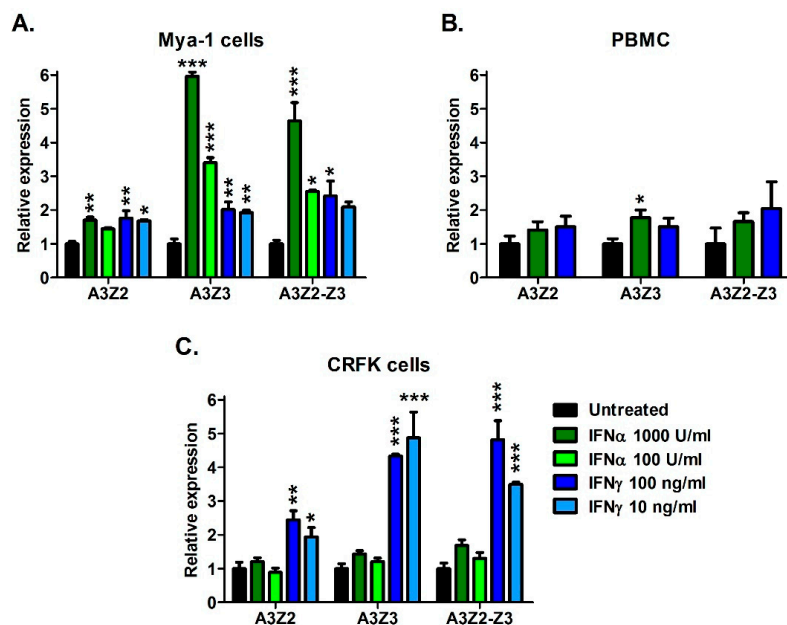 A.
Mya-1 cells
Relative expression
6
5
4
3
2
1
0
**
**
*
***
***
**
**
***
*
*
A3Z2
A3Z3
A3Z2-Z3
B.
PBMC
Relative expression
6
5
4
3
2
1
0
*
A3Z2
A3Z3
A3Z2-Z3
C.
CRFK cells
Relative expression
6
5
4
3
2
1
0
**
*
***
***
***
***
A3Z2
A3Z3
A3Z2-Z3
Untreated
IFNα 1000 U/ml
IFNα 100 U/ml
IFNγ 100 ng/ml
IFNγ 10 ng/ml